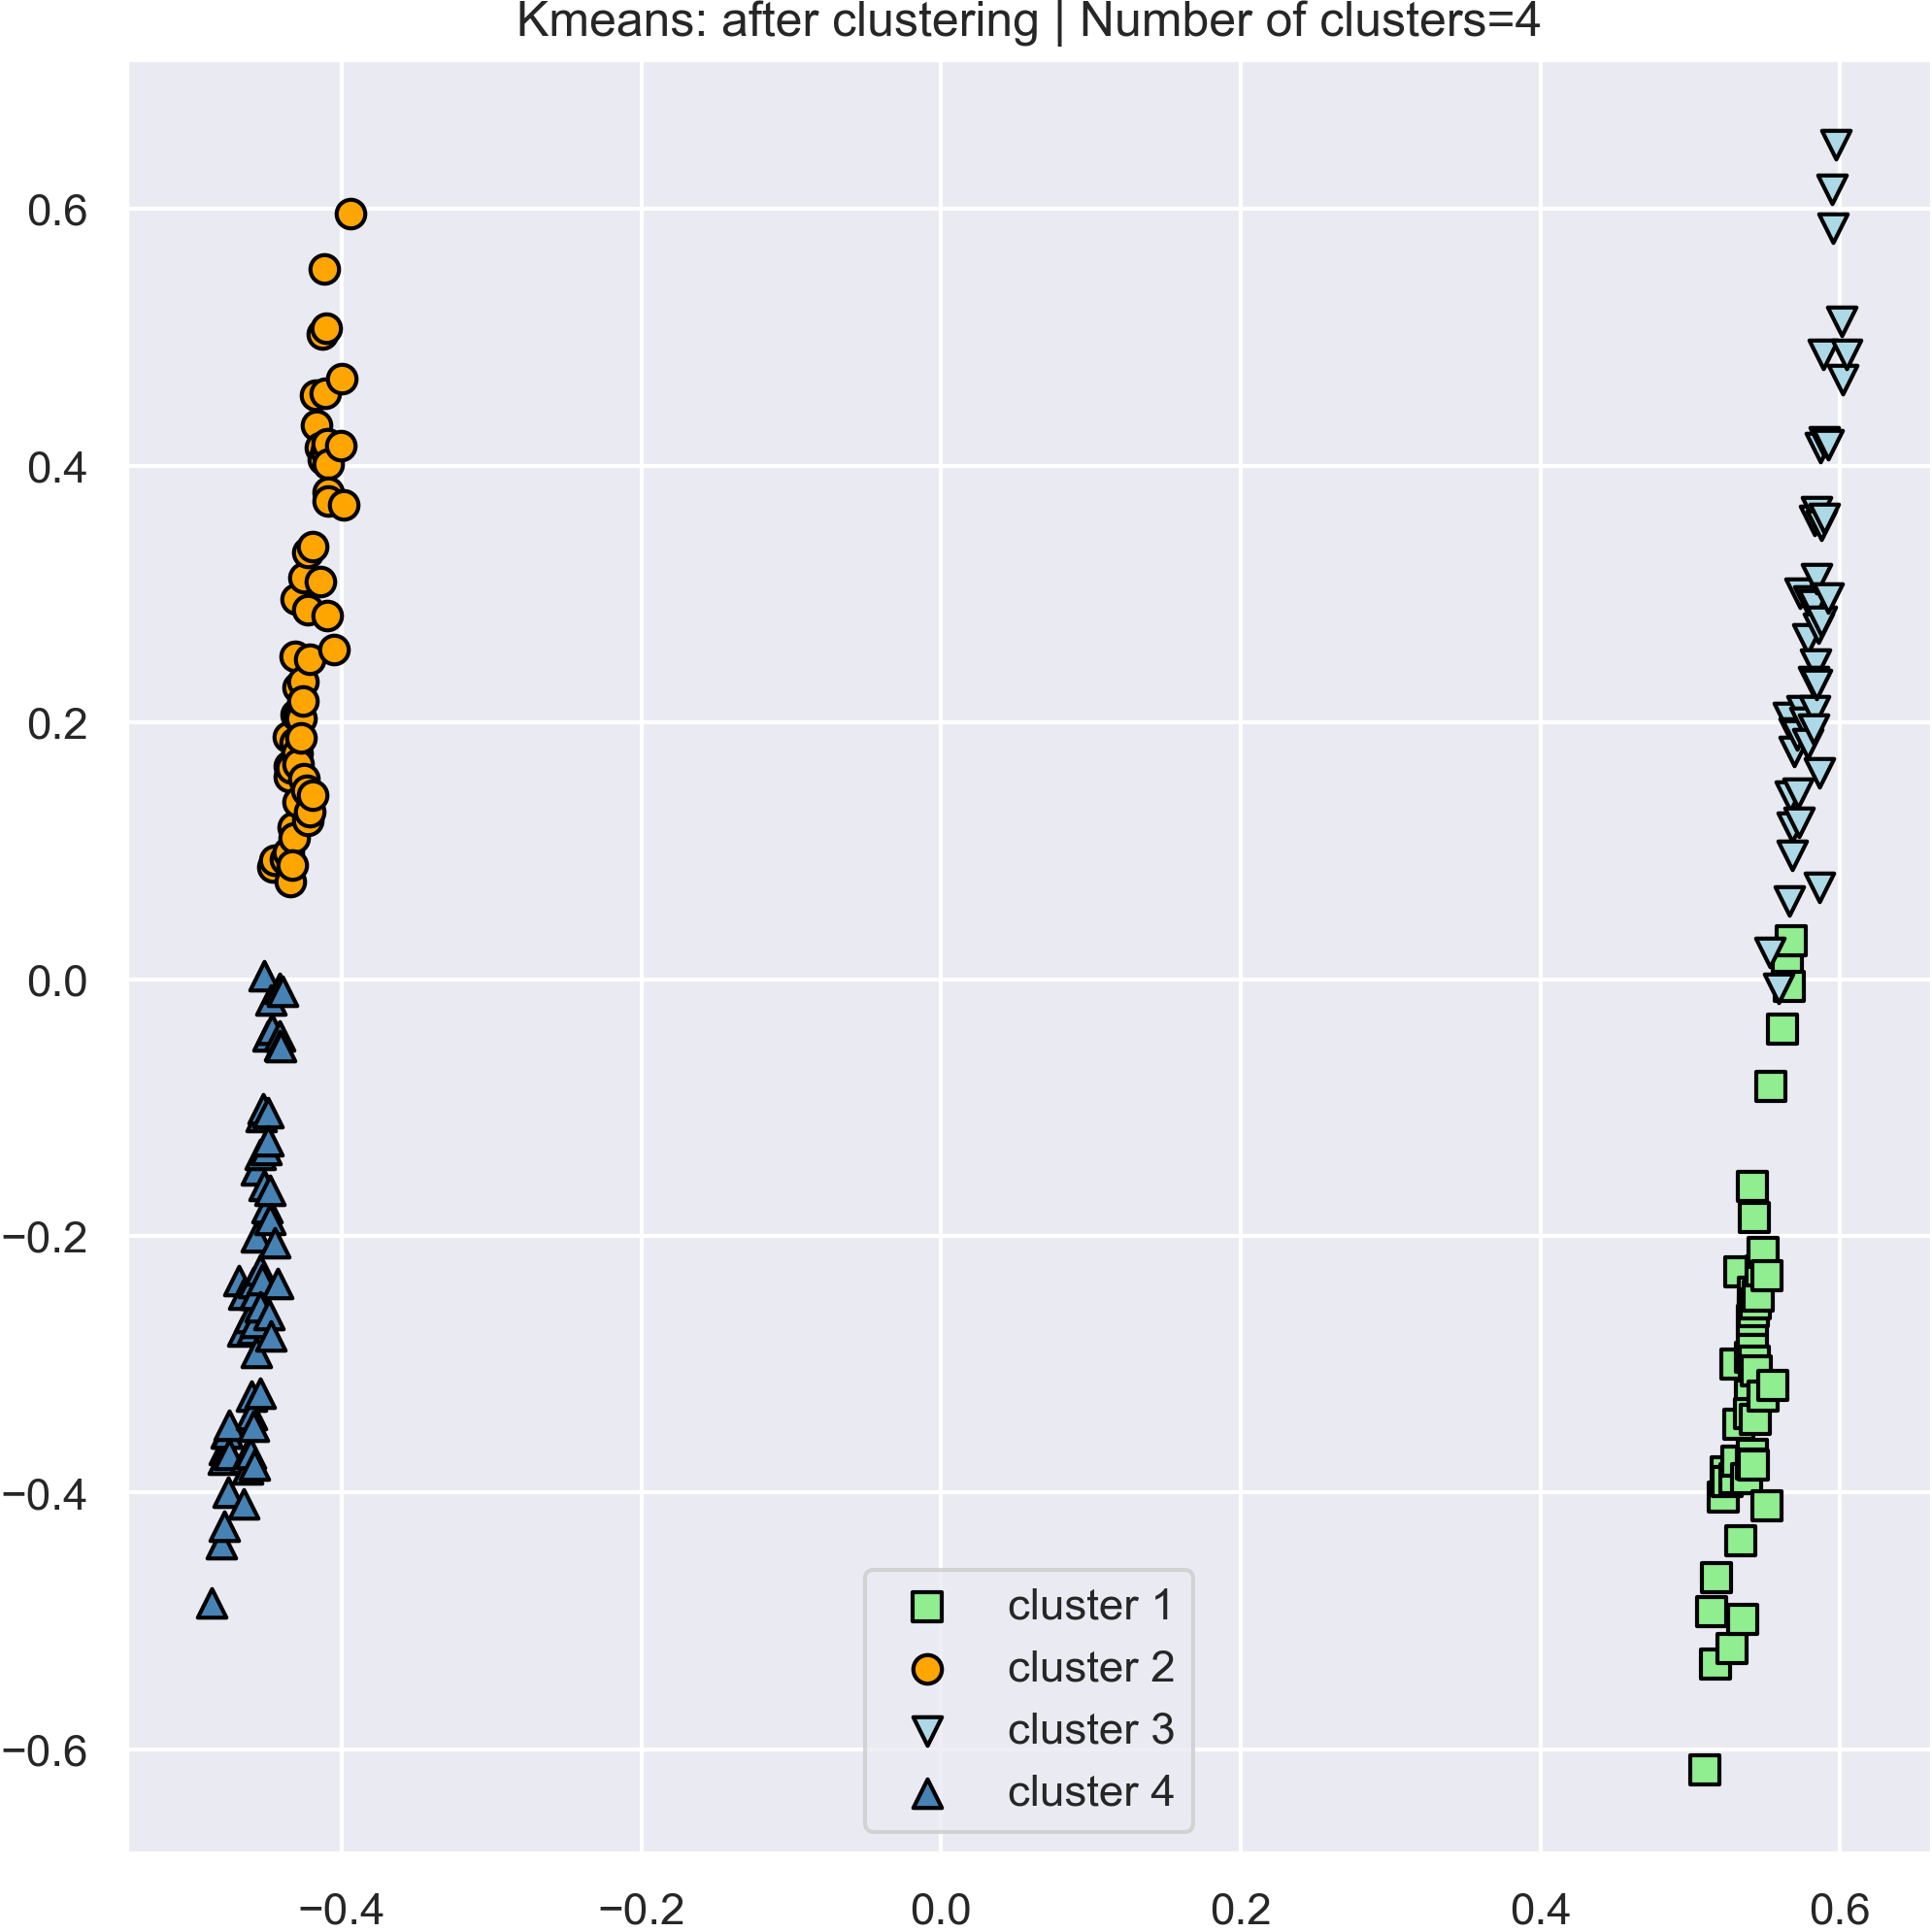 Kmeans: after clustering | Number of clusters=4
0.6
0.4
0.2
0.0
−0.2
−0.4
−0.6
cluster 1
cluster 2
cluster 3
cluster 4
−0.4 −0.2 0.0 0.2 0.4 0.6